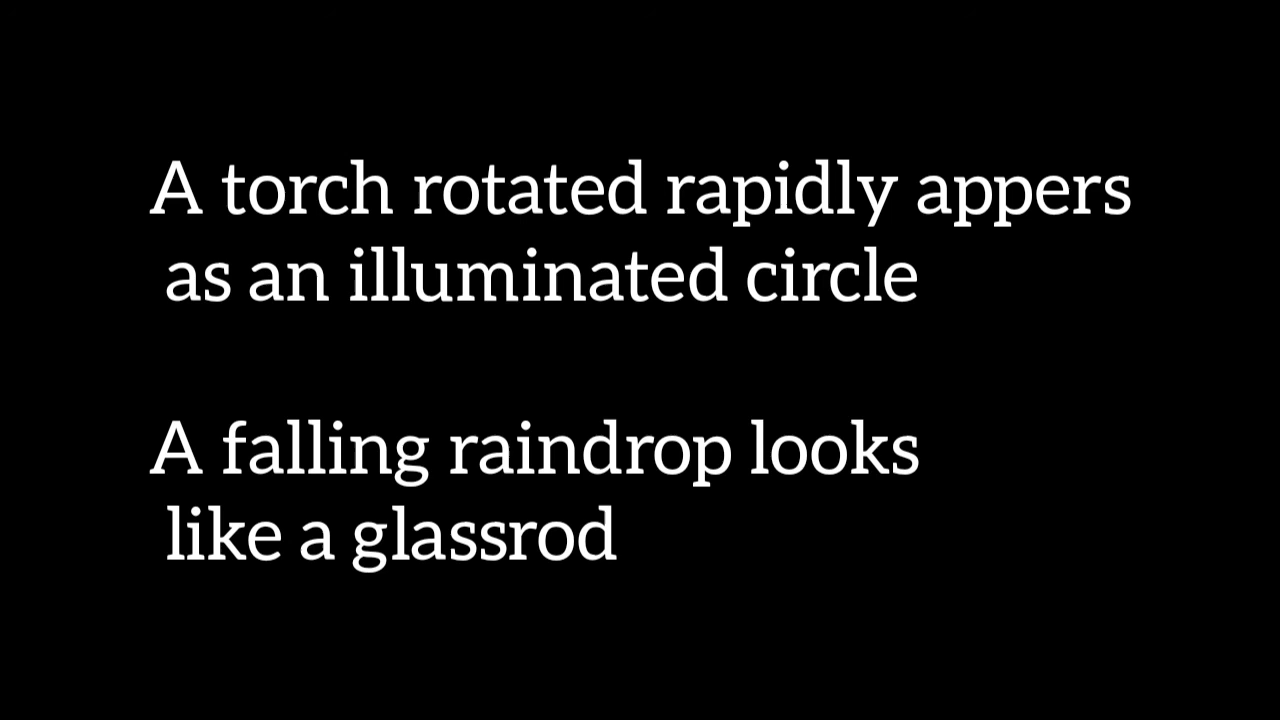 A torch rotated rapidly appers
as an illuminated circle
A falling raindrop looks
like a glassrod